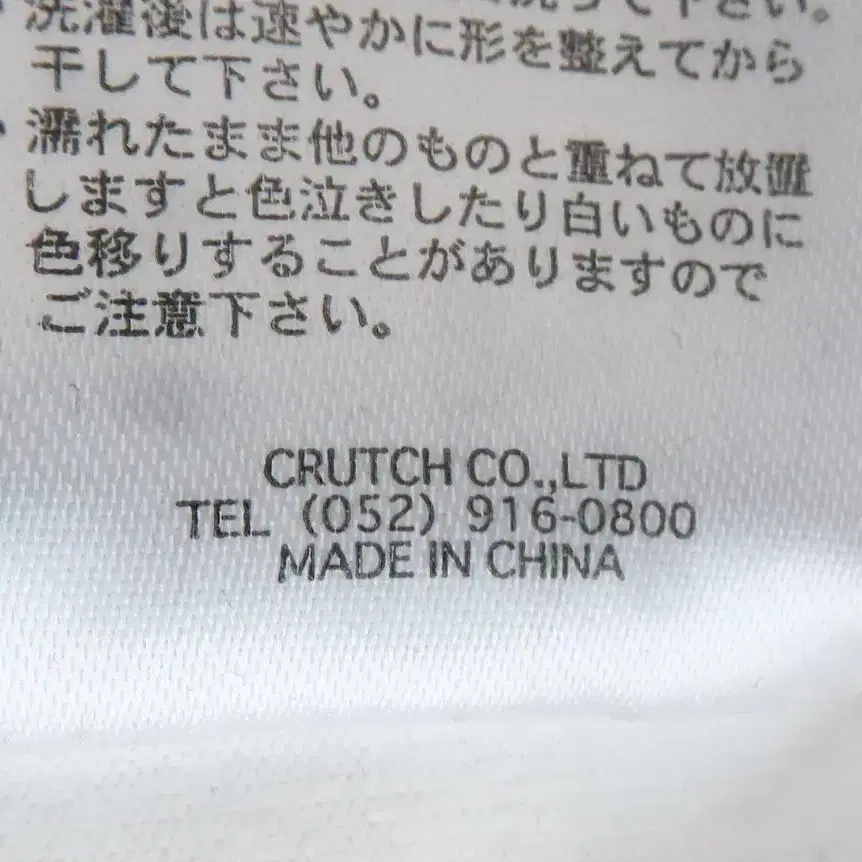 て下さい。
洗濯後は速やかに形を整えてから
干して下さい。
・濡れたまま他のものと重ねて放置
しますと色泣きしたり白いものに
色移りすることがありますので
ご注意下さい。
CRUTCH CO.,LTD
TEL (052) 916-0800
MADE IN CHINA